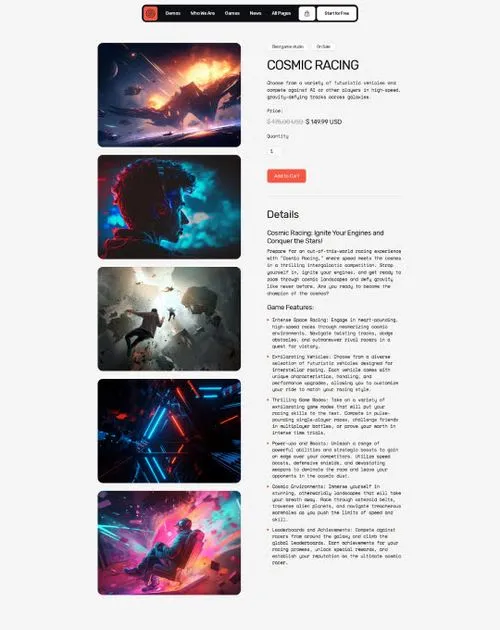 Demos Who We Are Games News All Pages Start for Free
On Sale
COSMIC RACING
Choose from a variety of futuristic vehicles and
compete against AI or other players in high-speed,
gravity-defying tracks across galaxies.
Price:
$ 175.00 USD $ 149.99 USD
Quantity
1
Add to Cart
Details
Cosmic Racing: Ignite Your Engines and
Conquer the Stars!
Prepare for an out-of-this-world racing experience
with "Cosmic Racing," where speed meets the cosmos
in a thrilling intergalactic competition. Strap
yourself in, ignite your engines, and get ready to
zoom through cosmic landscapes and defy gravity
like never before. Are you ready to become the
champion of the cosmos?
Game Features:
• Intense Space Racing: Engage in heart-pounding,
high-speed races through mesmerizing cosmic
environments. Navigate twisting tracks, dodge
obstacles, and outmaneuver rival racers in a
quest for victory.
• Exhilarating Vehicles: Choose from a diverse
selection of futuristic vehicles designed for
interstellar racing. Each vehicle comes with
unique characteristics, handling, and
performance upgrades, allowing you to customize
your ride to match your racing style.
• Thrilling Game Modes: Take on a variety of
exhilarating game modes that will put your
racing skills to the test. Compete in pulse-
pounding single-player races, challenge friends
in multiplayer battles, or prove your worth in
intense time trials.
• Power-ups and Boosts: Unleash a range of
powerful abilities and strategic boosts to gain
an edge over your competitors. Utilize speed
boosts, defensive shields, and devastating
weapons to dominate the room and leave your
opponents in the cosmic dust.
• Cosmic Environments: Immerse yourself in
stunning, otherworldly landscapes that will take
your breath away. Race through asteroid belts,
traverse alien planets, and navigate treacherous
wormholes as you push the limits of speed and
skill.
• Leaderboards and Achievements: Compete against
racers from around the galaxy and climb the
global leaderboards. Earn achievements for your
racing prowess, unlock special rewards, and
establish your reputation as the ultimate cosmic
racer.